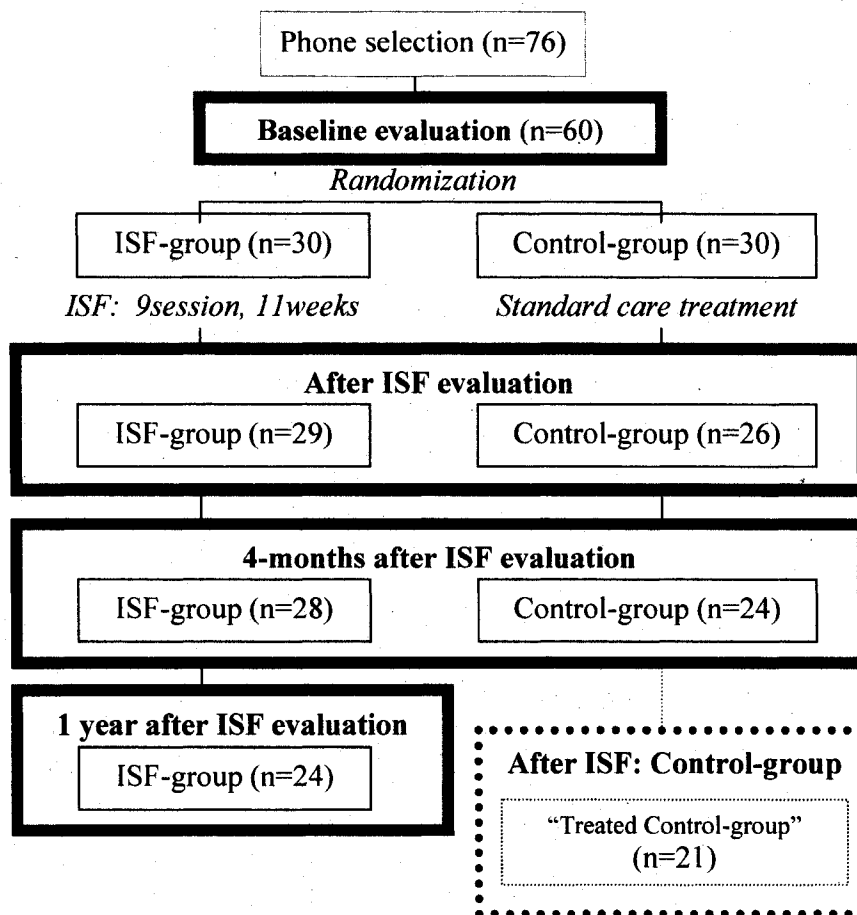 Phone selection (n=76)
Baseline evaluation (n=60)
Randomization
ISF-group (n=30)
Control-group (n=30)
ISF: 9session, 11weeks
Standard care treatment
After ISF evaluation
ISF-group (n=29)
Control-group (n=26)
4-months after ISF evaluation
ISF-group (n=28)
Control-group (n=24)
1 year after ISF evaluation
ISF-group (n=24)
After ISF: Control-group
“Treated Control-group”
(n=21)